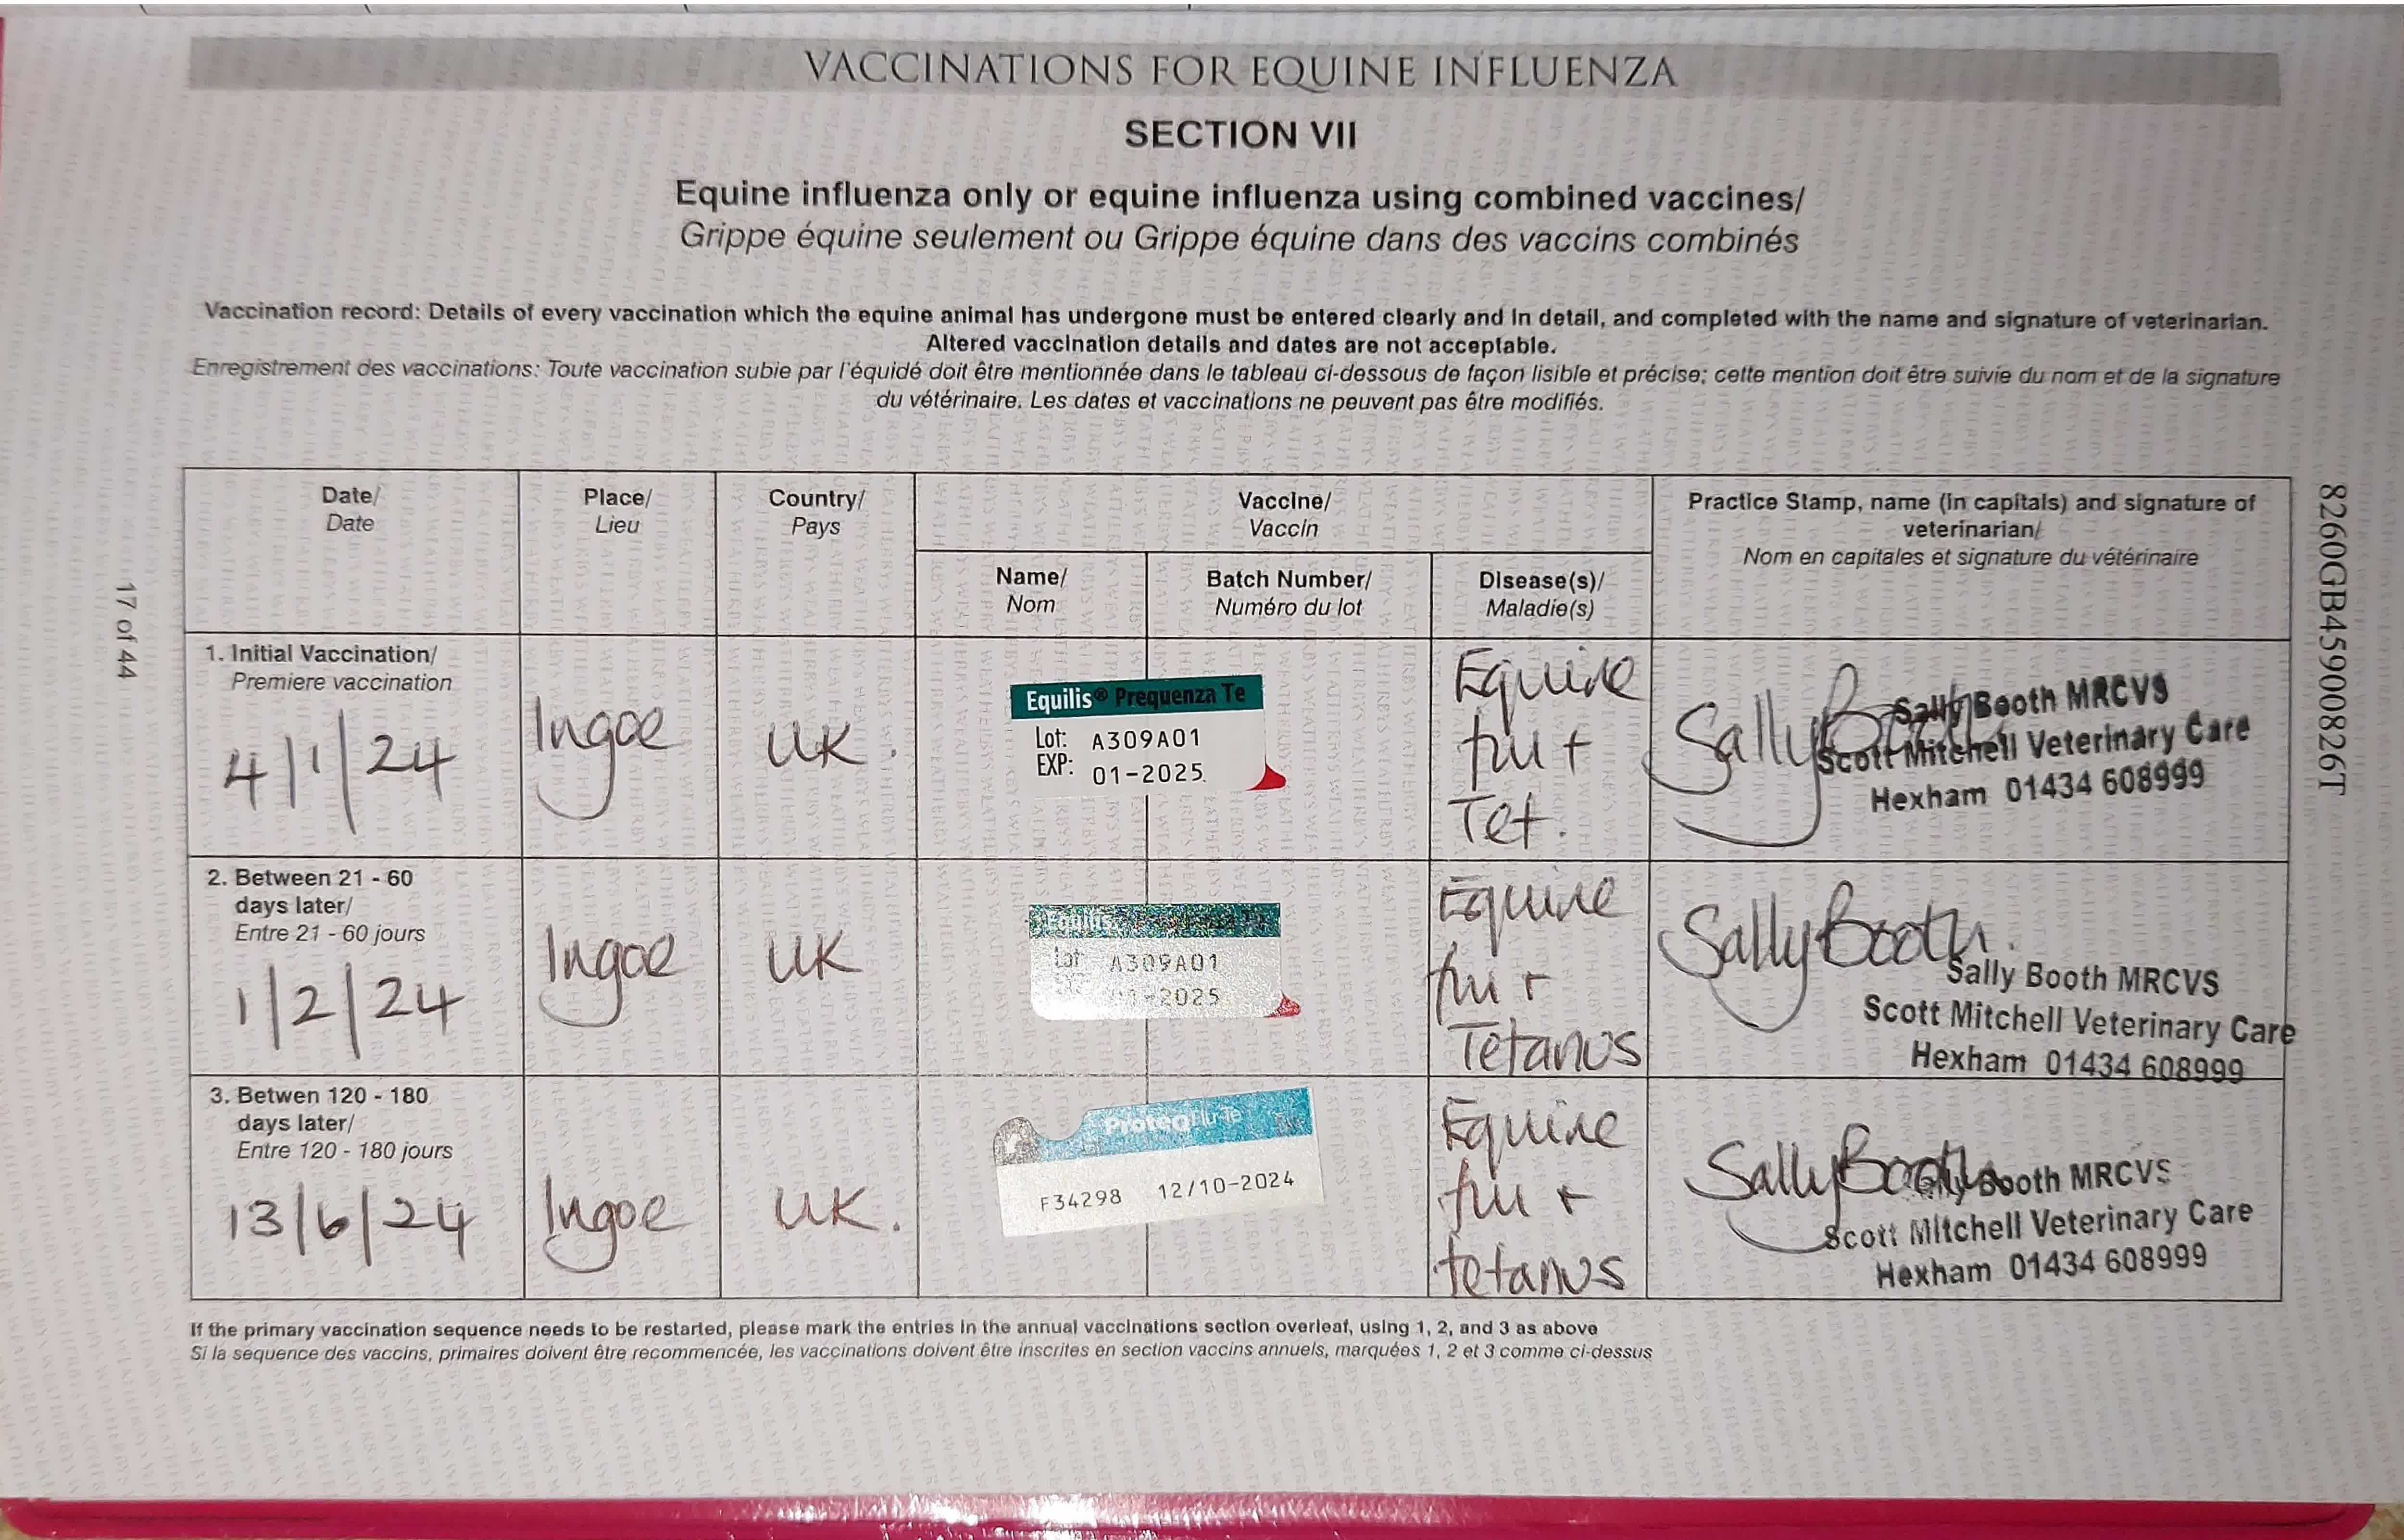 VACCINATIONS FOR EQUINE INFLUENZA
SECTION VII
Equine influenza only or equine influenza using combined vaccines/
Grippe équine seulement ou Grippe équine dans des vaccins combinés
Vaccination record: Details of every vaccination which the equine animal has undergone must be entered clearly and in detail, and completed with the name and signature of veterinarian.
Altered vaccination details and dates are not acceptable.
Enregistrement des vaccinations: Toute vaccination subie par l'équidé doit être mentionnée dans le tableau ci-dessous de façon lisible et précise; cette mention doit être suivie du nom et de la signature
du vétérinaire. Les dates et vaccinations ne peuvent pas être modifiés.
Date/
Date
Place/
Lieu
Country/
Pays
Vaccine/
Vaccin
Name/
Nom
Batch Number/
Numéro du lot
Disease(s)/
Maladie(s)
Practice Stamp, name (in capitals) and signature of
veterinarian/
Nom en capitales et signature du vétérinaire
1. Initial Vaccination/
Premiere vaccination
4/1/24
Ingoe
UK.
Equilis® Prequenza Te
Lot: A309A01
EXP: 01-2025
Equine
flu +
Tet.
Sally Booth
Sally Booth MRCVS
Scott Mitchell Veterinary Care
Hexham 01434 608999
2. Between 21 - 60
days later/
Entre 21 - 60 jours
1/2/24
Ingoe
UK
Equilis
Lot A309A01
01-2025
Equine
flu +
Tetanus
Sally Booth.
Sally Booth MRCVS
Scott Mitchell Veterinary Care
Hexham 01434 608999
3. Betwen 120 - 180
days later/
Entre 120 - 180 jours
13/6/24
Ingoe
UK.
ProteqFlu-Te
F34298 12/10-2024
Equine
flu +
tetanus
Sally Booth
Sally Booth MRCVS
Scott Mitchell Veterinary Care
Hexham 01434 608999
If the primary vaccination sequence needs to be restarted, please mark the entries in the annual vaccinations section overleaf, using 1, 2, and 3 as above
Si la sequence des vaccins, primaires doivent être recommencée, les vaccinations doivent être inscrites en section vaccins annuels, marquées 1, 2 et 3 comme ci-dessus
17 of 44
8260GB45900826T